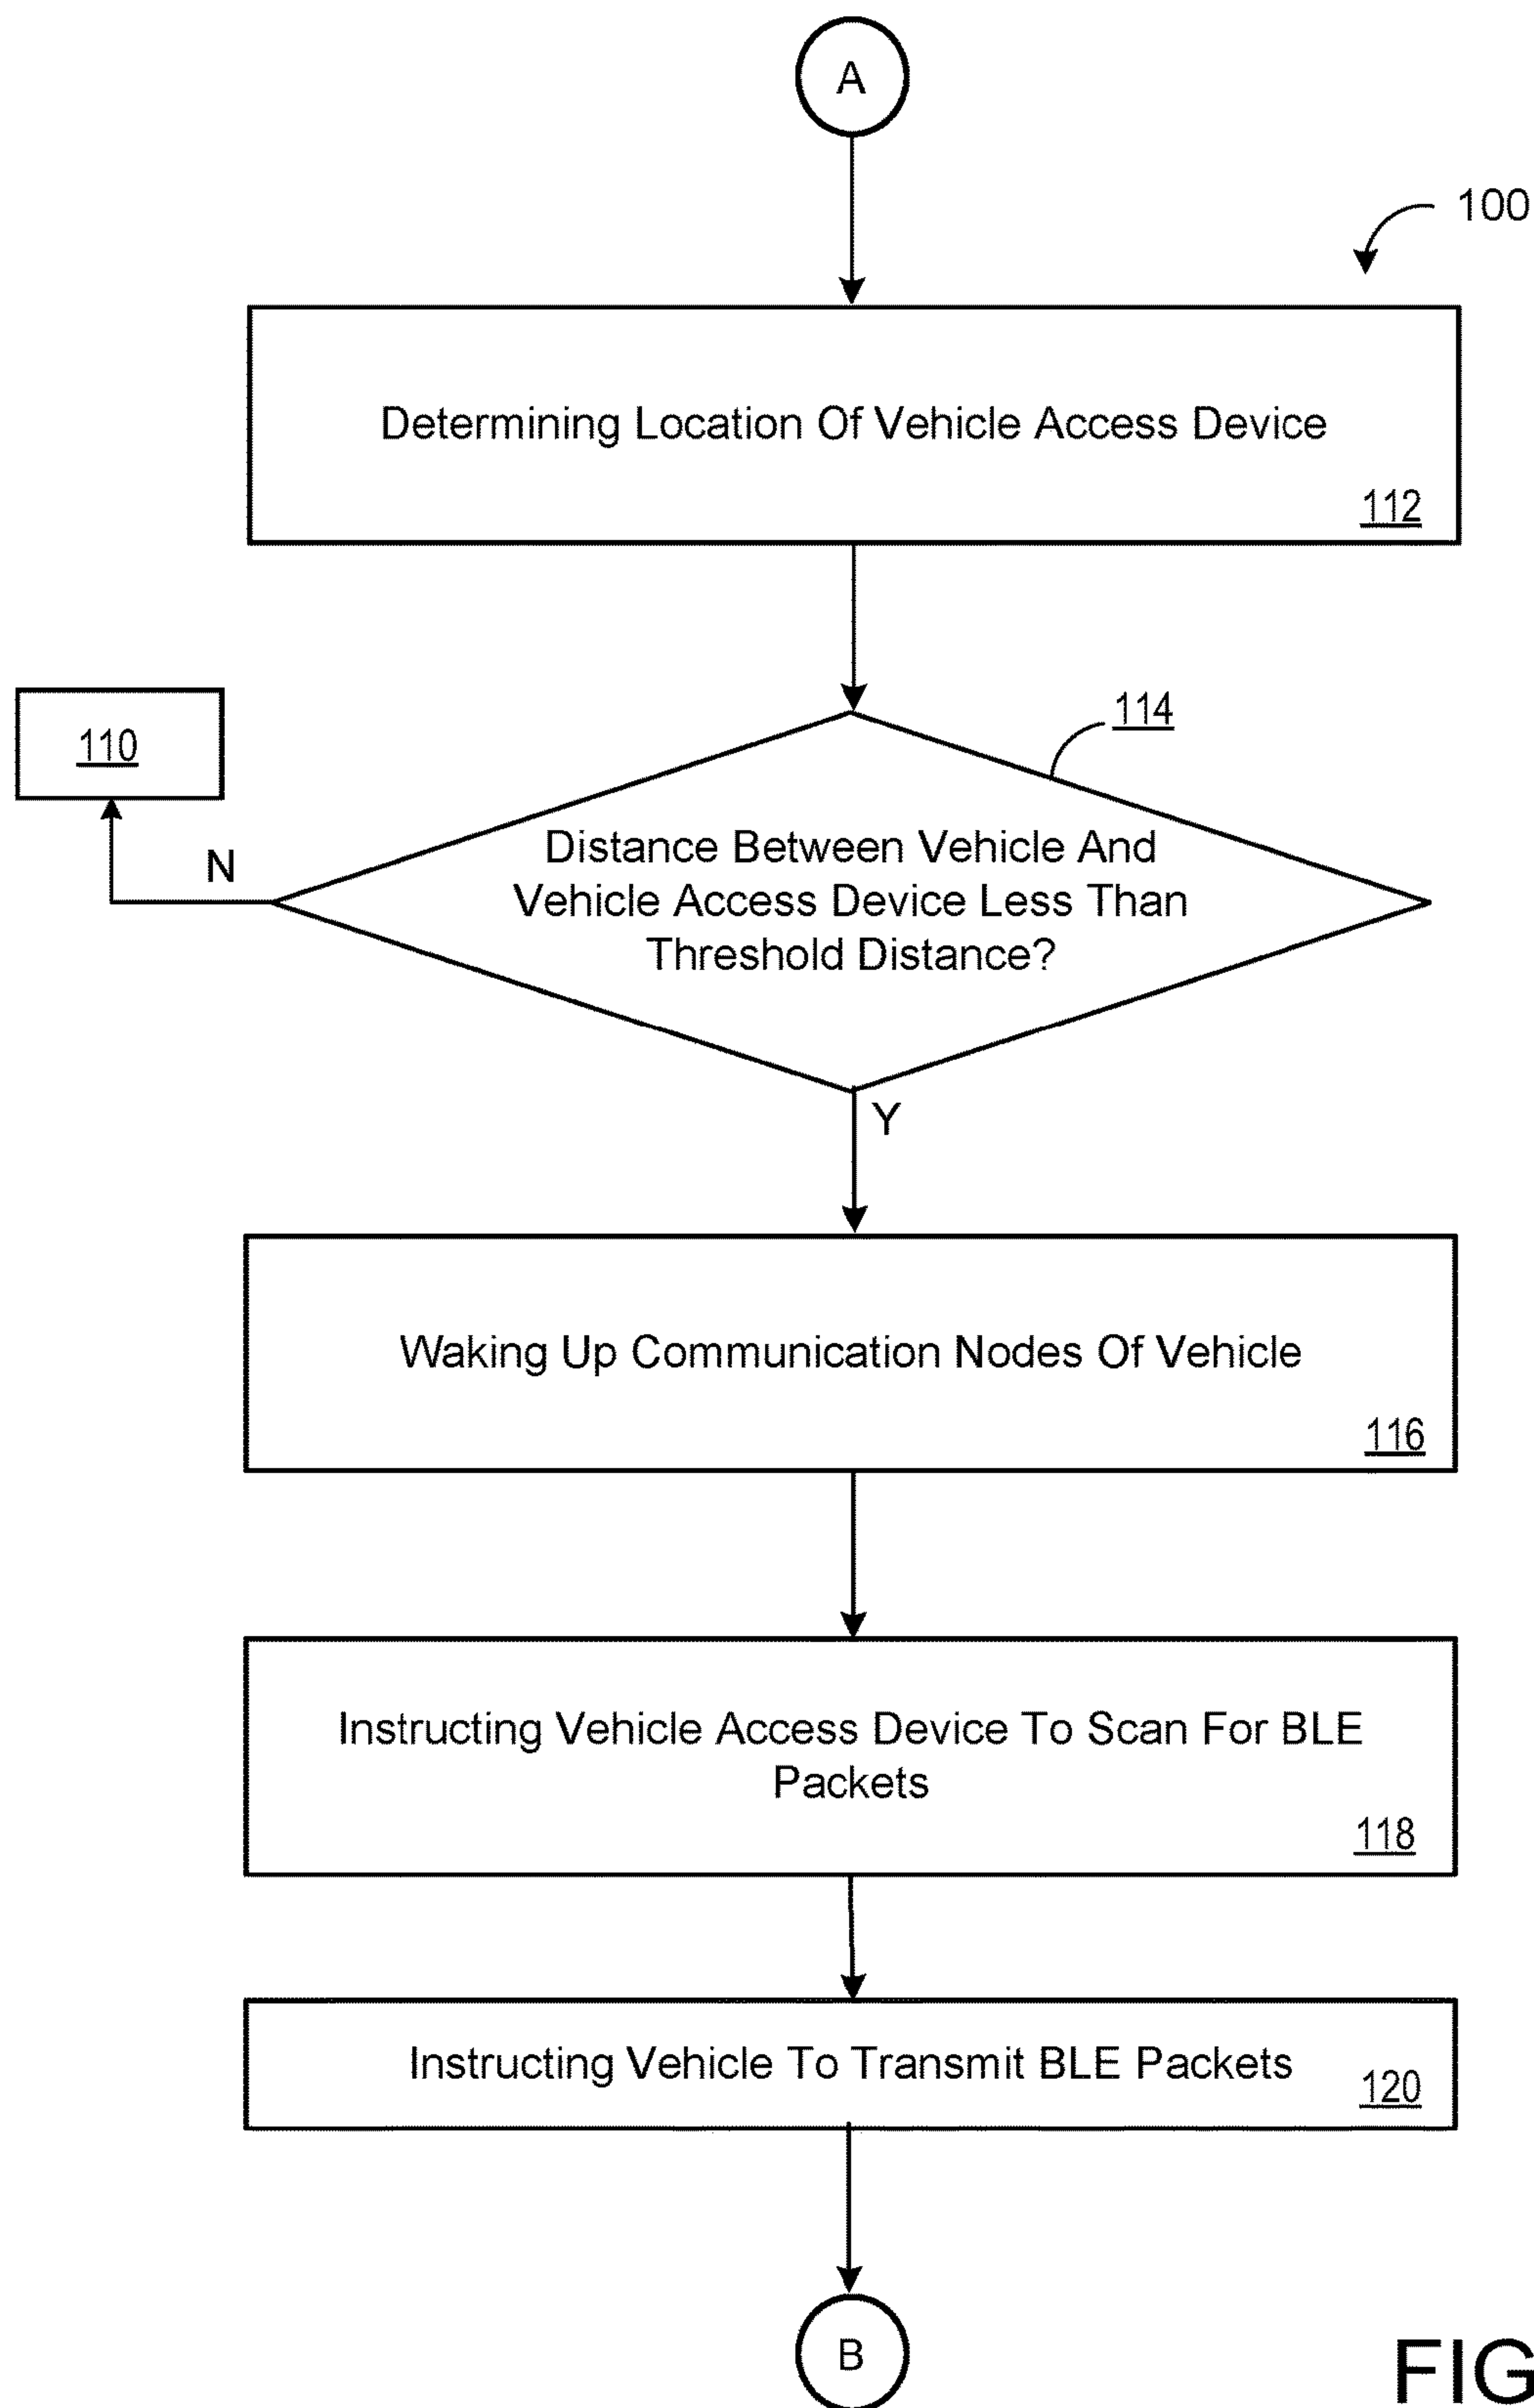 A
100
Determining Location Of Vehicle Access Device
112
110
114
N
Distance Between Vehicle And
Vehicle Access Device Less Than
Threshold Distance?
Y
Waking Up Communication Nodes Of Vehicle
116
Instructing Vehicle Access Device To Scan For BLE
Packets
118
Instructing Vehicle To Transmit BLE Packets
120
B
FIG